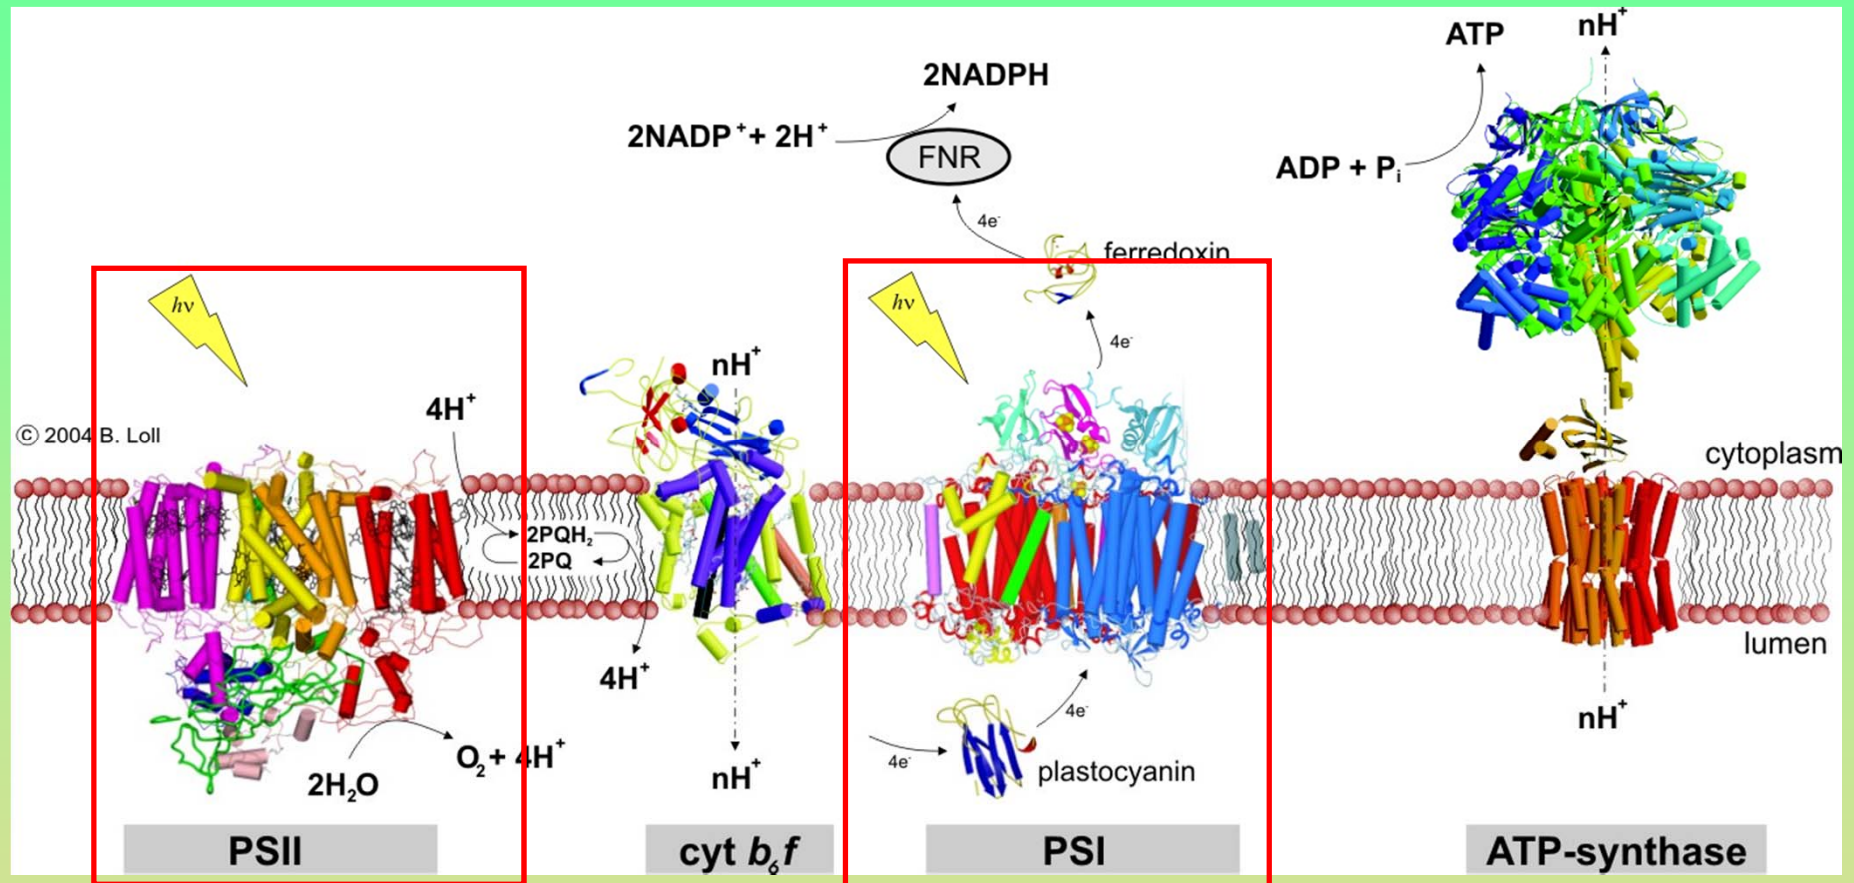 ATP
nH⁺
2NADPH
2NADP⁺ + 2H⁺
FNR
ADP + Pᵢ
4e⁻
ferredoxin
hν
hν
4e⁻
nH⁺
4H⁺
© 2004 B. Loll
cytoplasm
2PQH₂
2PQ
lumen
4H⁺
4e⁻
nH⁺
O₂ + 4H⁺
4e⁻
plastocyanin
nH⁺
2H₂O
PSII
cyt b₆f
PSI
ATP-synthase